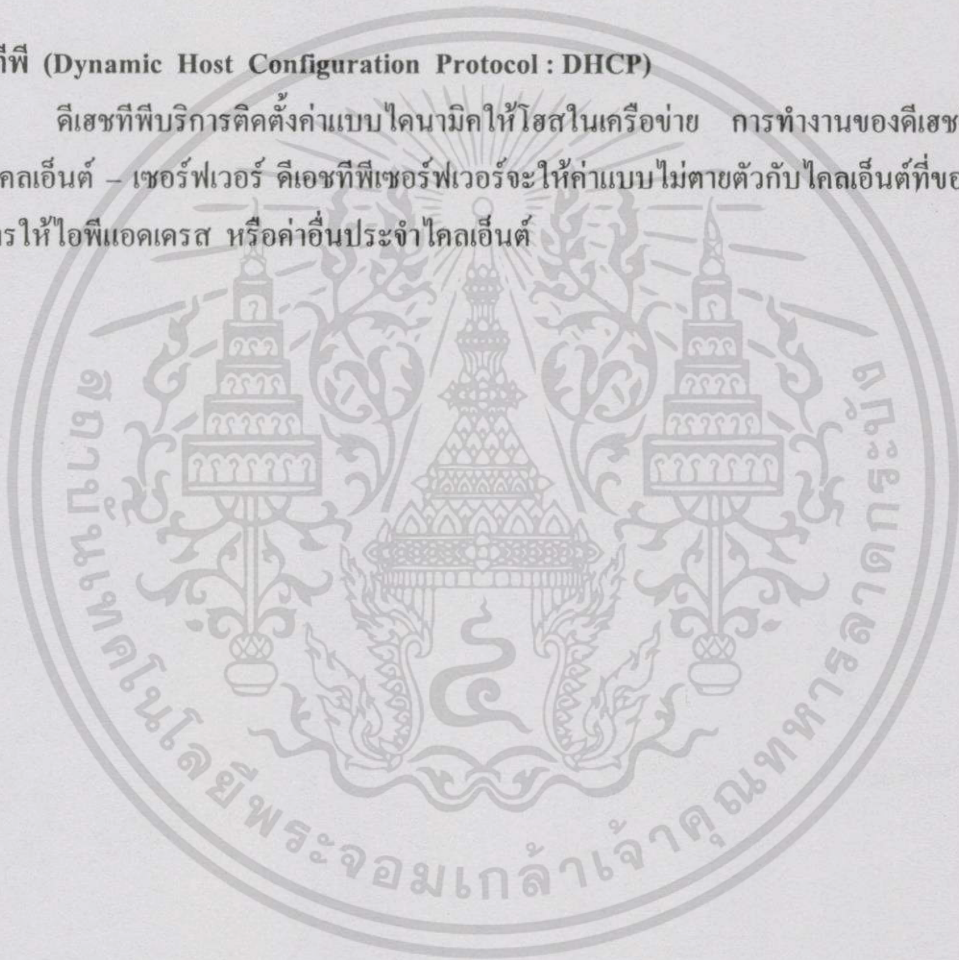 ทีพี (Dynamic Host Configuration Protocol : DHCP)
ดีเฮชทีพีบริการติดตั้งค่าแบบไดนามิคให้โฮสในเครือข่าย การทำงานของดีเฮช
คลเอ็นต์ – เซอร์ฟเวอร์ ดีเอชทีพีเซอร์ฟเวอร์จะให้ค่าแบบไม่ตายตัวกับไคลเอ็นต์ที่ขอ
ารให้ไอพีแอดเดรส หรือค่าอื่นประจำไคลเอ็นต์
สถาบันเทคโนโลยีพระจอมเกล้าเจ้าคุณทหารลาดกระบัง
๔